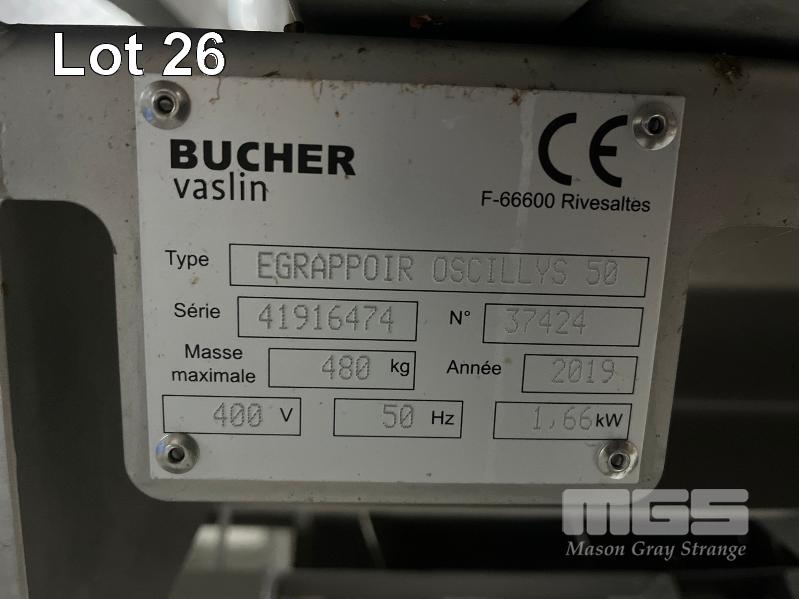 Lot 26
BUCHER
vaslin
CE
F-66600 Rivesaltes
Type EGRAPPOIR OSCILLYS 50
Série 41916474 N° 37424
Masse maximale 480 kg Année 2019
400 V 50 Hz 1,66 kW
MGS
Mason Gray Strange